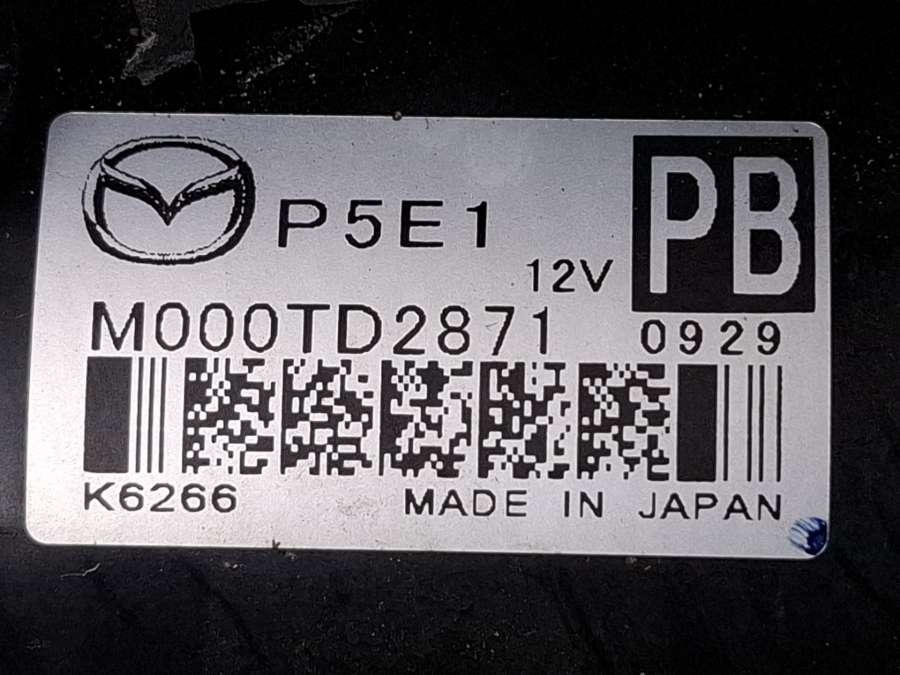 P5E1
PB
12V
M000TD2871
0929
K6266
MADE IN JAPAN